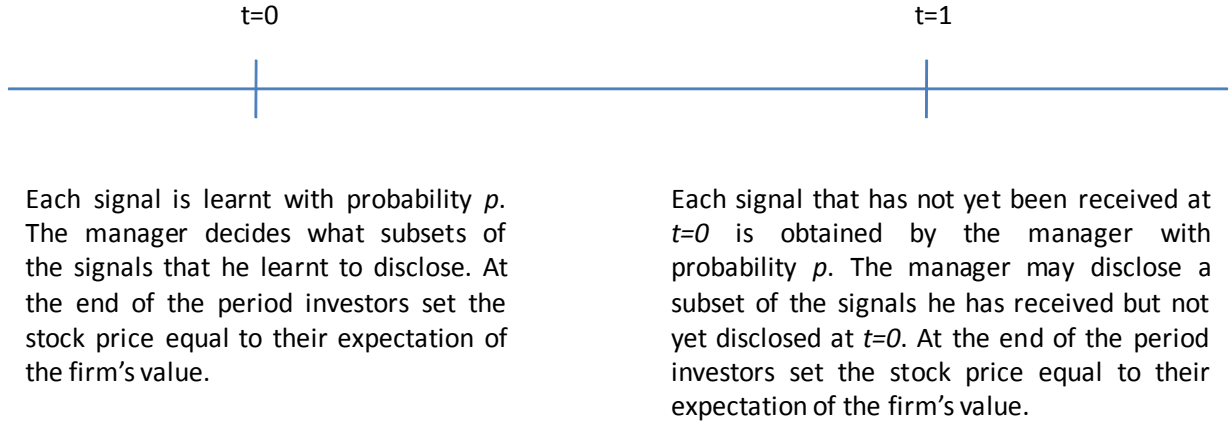 t=0
t=1
Each signal is learnt with probability p.
The manager decides what subsets of
the signals that he learnt to disclose. At
the end of the period investors set the
stock price equal to their expectation of
the firm's value.
Each signal that has not yet been received at
t=0 is obtained by the manager with
probability p. The manager may disclose a
subset of the signals he has received but not
yet disclosed at t=0. At the end of the period
investors set the stock price equal to their
expectation of the firm's value.